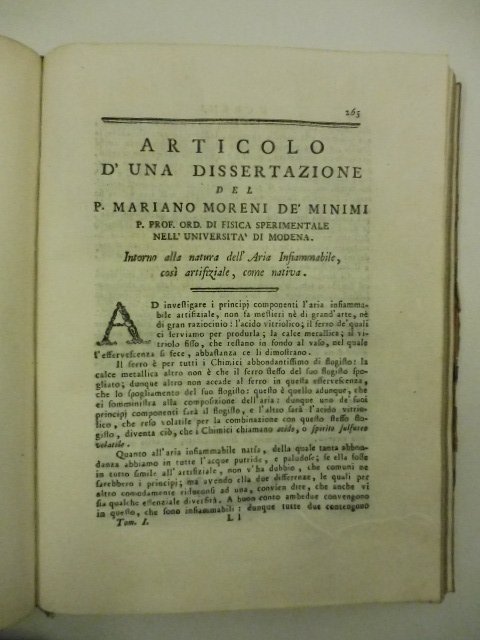 263
ARTICOLO
D' UNA DISSERTAZIONE
DEL
P. MARIANO MORENI DE' MINIMI
P. PROF. ORD. DI FISICA SPERIMENTALE
NELL' UNIVERSITA' DI MODENA.
Intorno alla natura dell' Aria Infiammabile,
così artifiziale, come nativa.
AD investigare i principj componenti l'aria infiamma-
bile artifiziale, non fa mestieri nè di grand'arte, nè
di gran raziocinio: l'acido vitriolico; il ferro de'quali
ci serviamo per produrla; la calce metallica; il vi-
triolo fisso, che restano in fondo al vaso, nel quale
l'effervescenza si fece, abbastanza ce li dimostrano.
Il ferro è per tutti i Chimici abbondantissimo di flogisto: la
calce metallica altro non è che il ferro stesso del suo flogisto spo-
gliato; dunque altro non accade al ferro in questa effervescenza,
che lo spogliamento del suo flogisto: questo è quello adunque, che
ei somministra alla composizione dell'aria: dunque uno de' suoi
principj componenti sarà il flogisto, e l'altro sarà l'acido vitrio-
lico, che reso volatile per la combinazione con questo stesso flo-
gisto, diventa ciò, che i Chimici chiamano acido, o spirito sulfureo
volatile.
Quanto all'aria infiammabile natía, della quale tanta abbon-
danza abbiamo in tutte l'acque putride, e paludose; se ella fosse
in tutto simile all'artifiziale, non v'ha dubbio, che comuni ne
sarebbero i principj; ma avendo ella due differenze, le quali per
altro comodamente riduconsi ad una, convien dire, che anche vi
sia qualche essenziale diversità. A buon conto ambedue convengono
in questo, che sono infiammabili: dunque tutte due contengono
Tom. I. L l